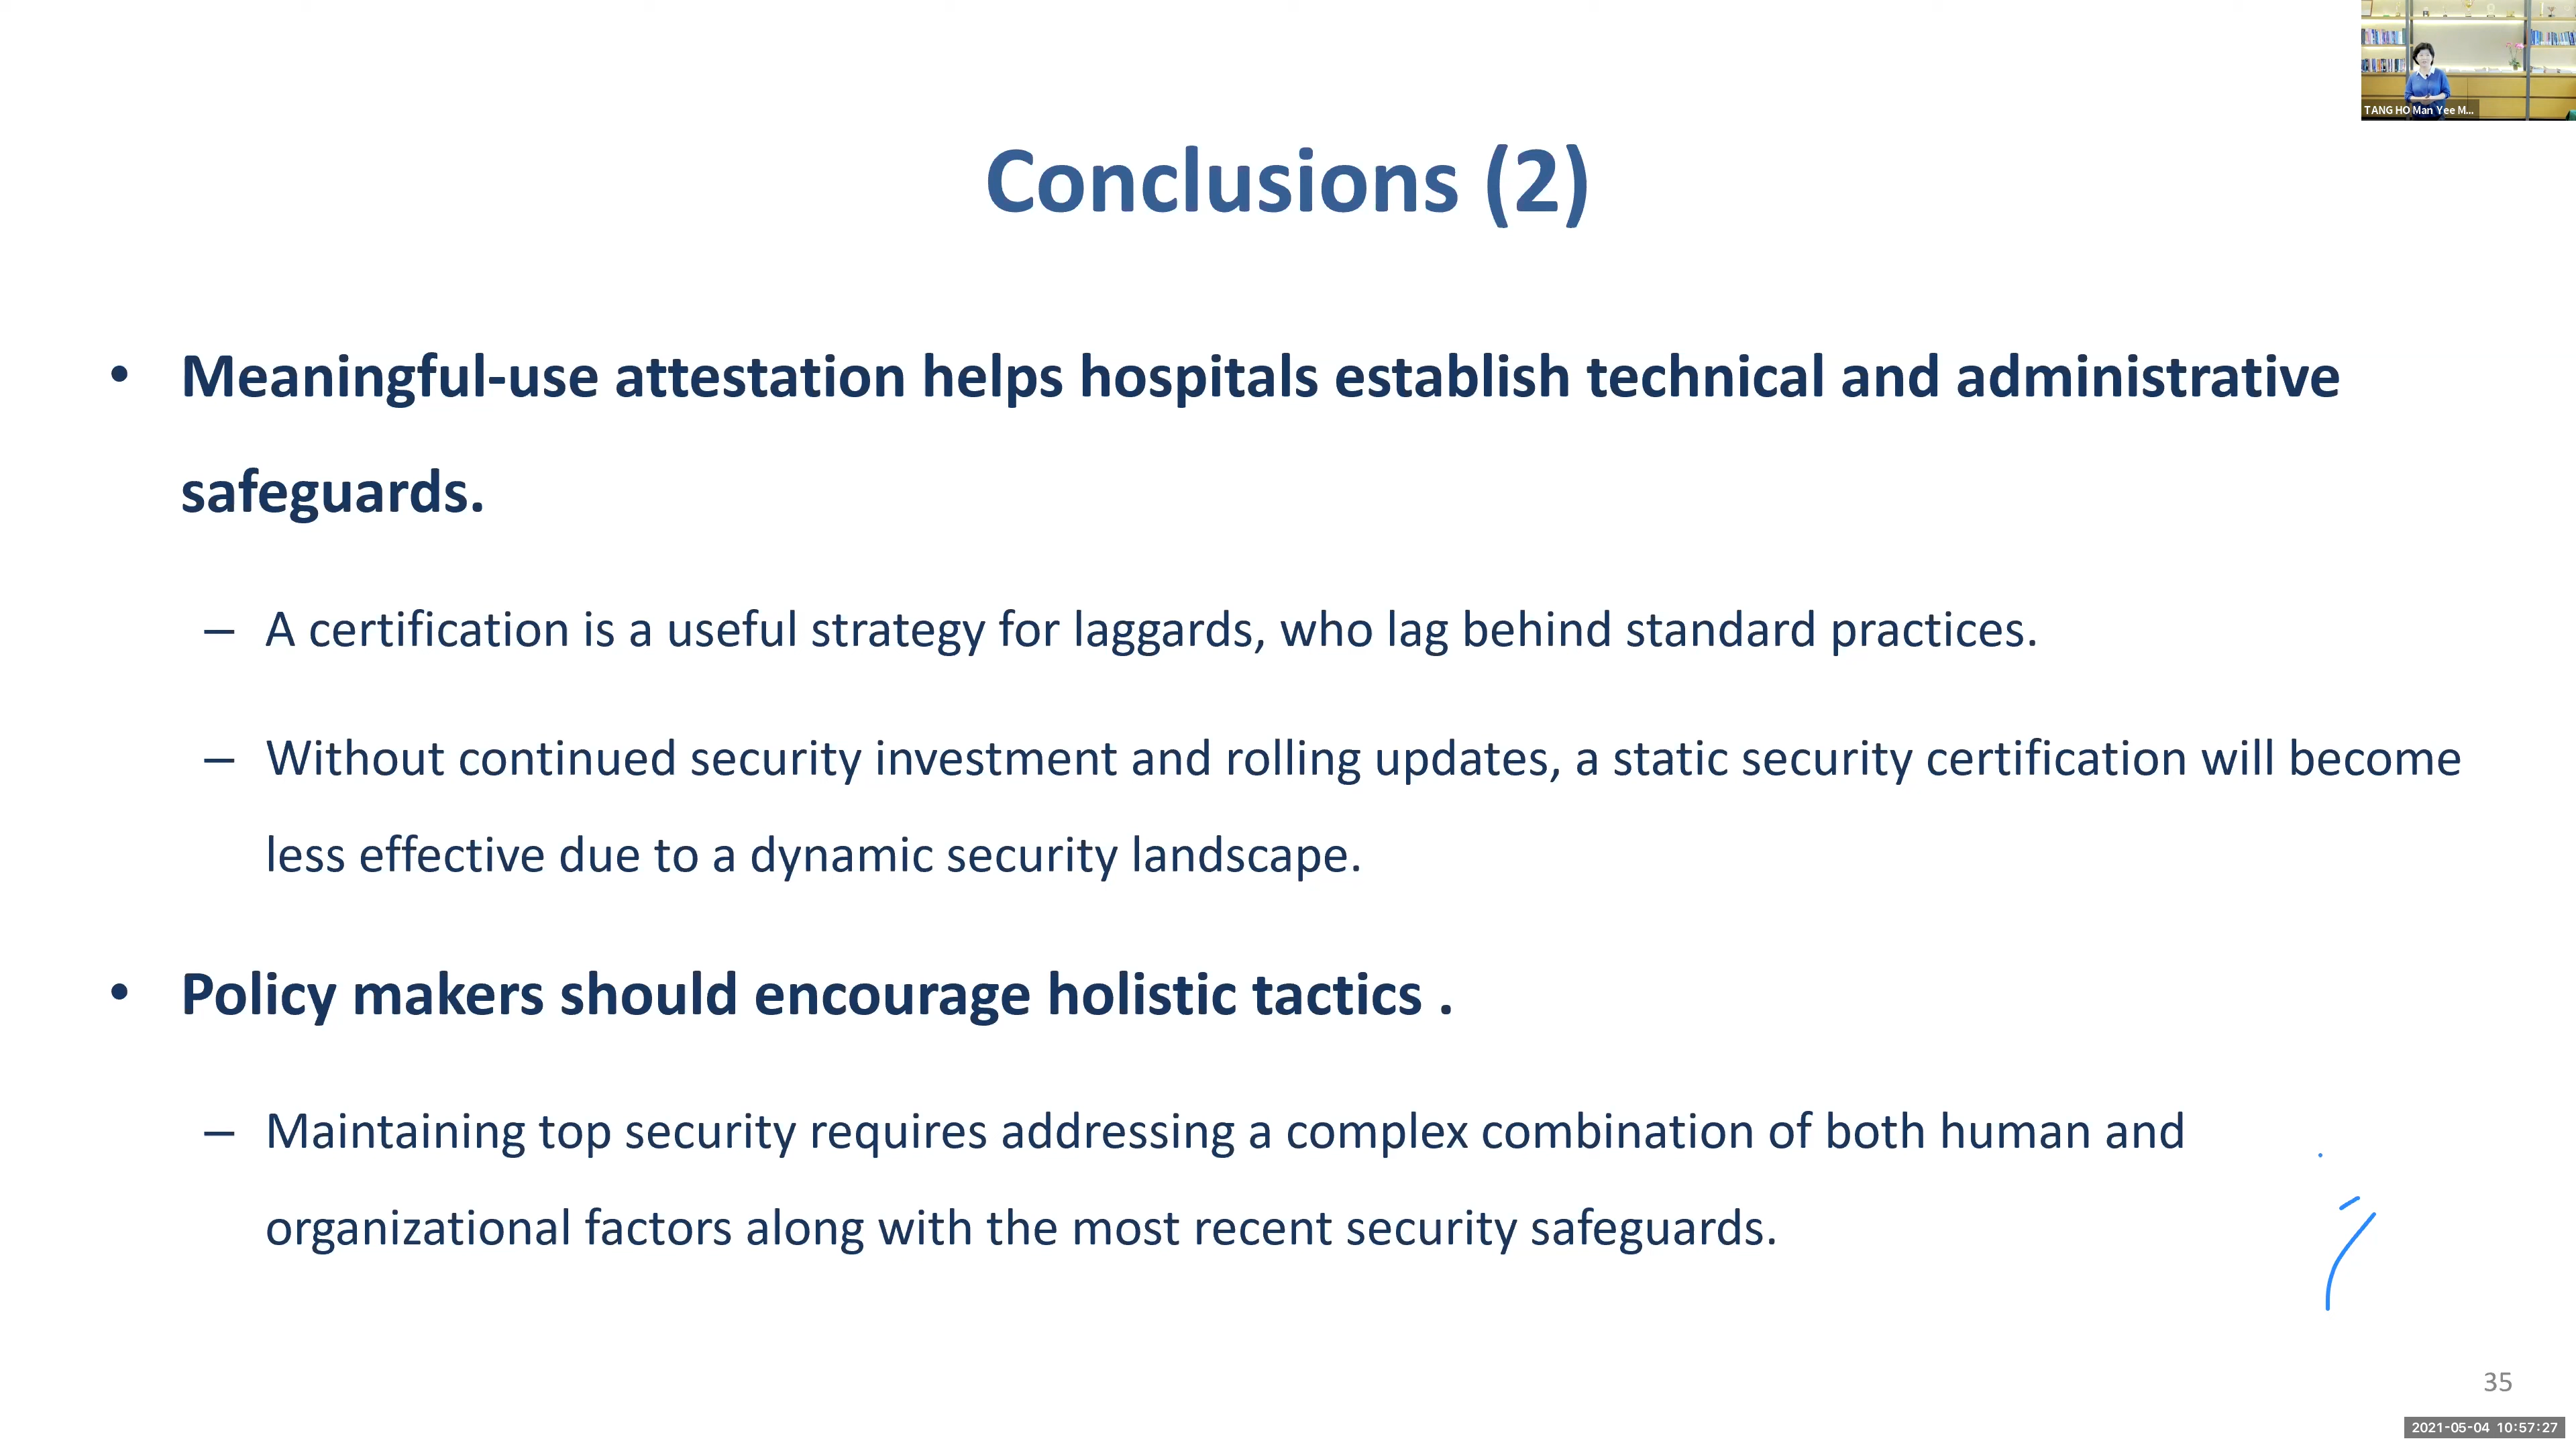 TANG HO Man Yee M...
Conclusions (2)
• Meaningful-use attestation helps hospitals establish technical and administrative
safeguards.
– A certification is a useful strategy for laggards, who lag behind standard practices.
– Without continued security investment and rolling updates, a static security certification will become
less effective due to a dynamic security landscape.
• Policy makers should encourage holistic tactics .
– Maintaining top security requires addressing a complex combination of both human and
organizational factors along with the most recent security safeguards.
35
2021-05-04 10:57:27